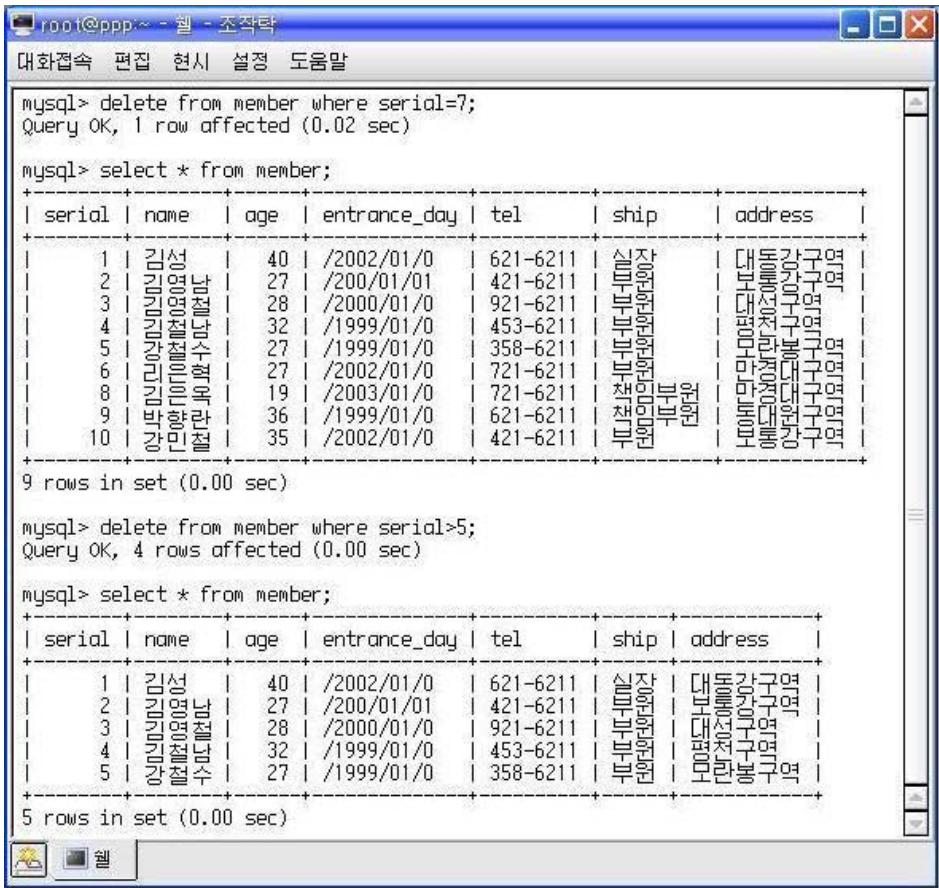 root@ppp:~ - 웰 - 조작탁
대화접속 편집 현시 설정 도움말
mysql> delete from member where serial=7;
Query OK, 1 row affected (0.02 sec)
mysql> select * from member;
+--------+--------+------+--------------+----------+----------+------------+
| serial | name | age | entrance_day | tel | ship | address |
+--------+--------+------+--------------+----------+----------+------------+
| 1 | 김성 | 40 | /2002/01/0 | 621-6211 | 실장 | 대동강구역 |
| 2 | 김영남 | 27 | /200/01/01 | 421-6211 | 부원 | 보통강구역 |
| 3 | 김영철 | 28 | /2000/01/0 | 921-6211 | 부원 | 대성구역 |
| 4 | 김철남 | 32 | /1999/01/0 | 453-6211 | 부원 | 평천구역 |
| 5 | 강철수 | 27 | /1999/01/0 | 358-6211 | 부원 | 모란봉구역 |
| 6 | 리은혁 | 27 | /2002/01/0 | 721-6211 | 부원 | 만경대구역 |
| 8 | 김은옥 | 19 | /2003/01/0 | 721-6211 | 책임부원 | 만경대구역 |
| 9 | 박향란 | 36 | /1999/01/0 | 621-6211 | 책임부원 | 동대원구역 |
| 10 | 강민철 | 35 | /2002/01/0 | 421-6211 | 부원 | 보통강구역 |
+--------+--------+------+--------------+----------+----------+------------+
9 rows in set (0.00 sec)
mysql> delete from member where serial>5;
Query OK, 4 rows affected (0.00 sec)
mysql> select * from member;
+--------+--------+------+--------------+----------+------+------------+
| serial | name | age | entrance_day | tel | ship | address |
+--------+--------+------+--------------+----------+------+------------+
| 1 | 김성 | 40 | /2002/01/0 | 621-6211 | 실장 | 대동강구역 |
| 2 | 김영남 | 27 | /200/01/01 | 421-6211 | 부원 | 보통강구역 |
| 3 | 김영철 | 28 | /2000/01/0 | 921-6211 | 부원 | 대성구역 |
| 4 | 김철남 | 32 | /1999/01/0 | 453-6211 | 부원 | 평천구역 |
| 5 | 강철수 | 27 | /1999/01/0 | 358-6211 | 부원 | 모란봉구역 |
+--------+--------+------+--------------+----------+------+------------+
5 rows in set (0.00 sec)
웰